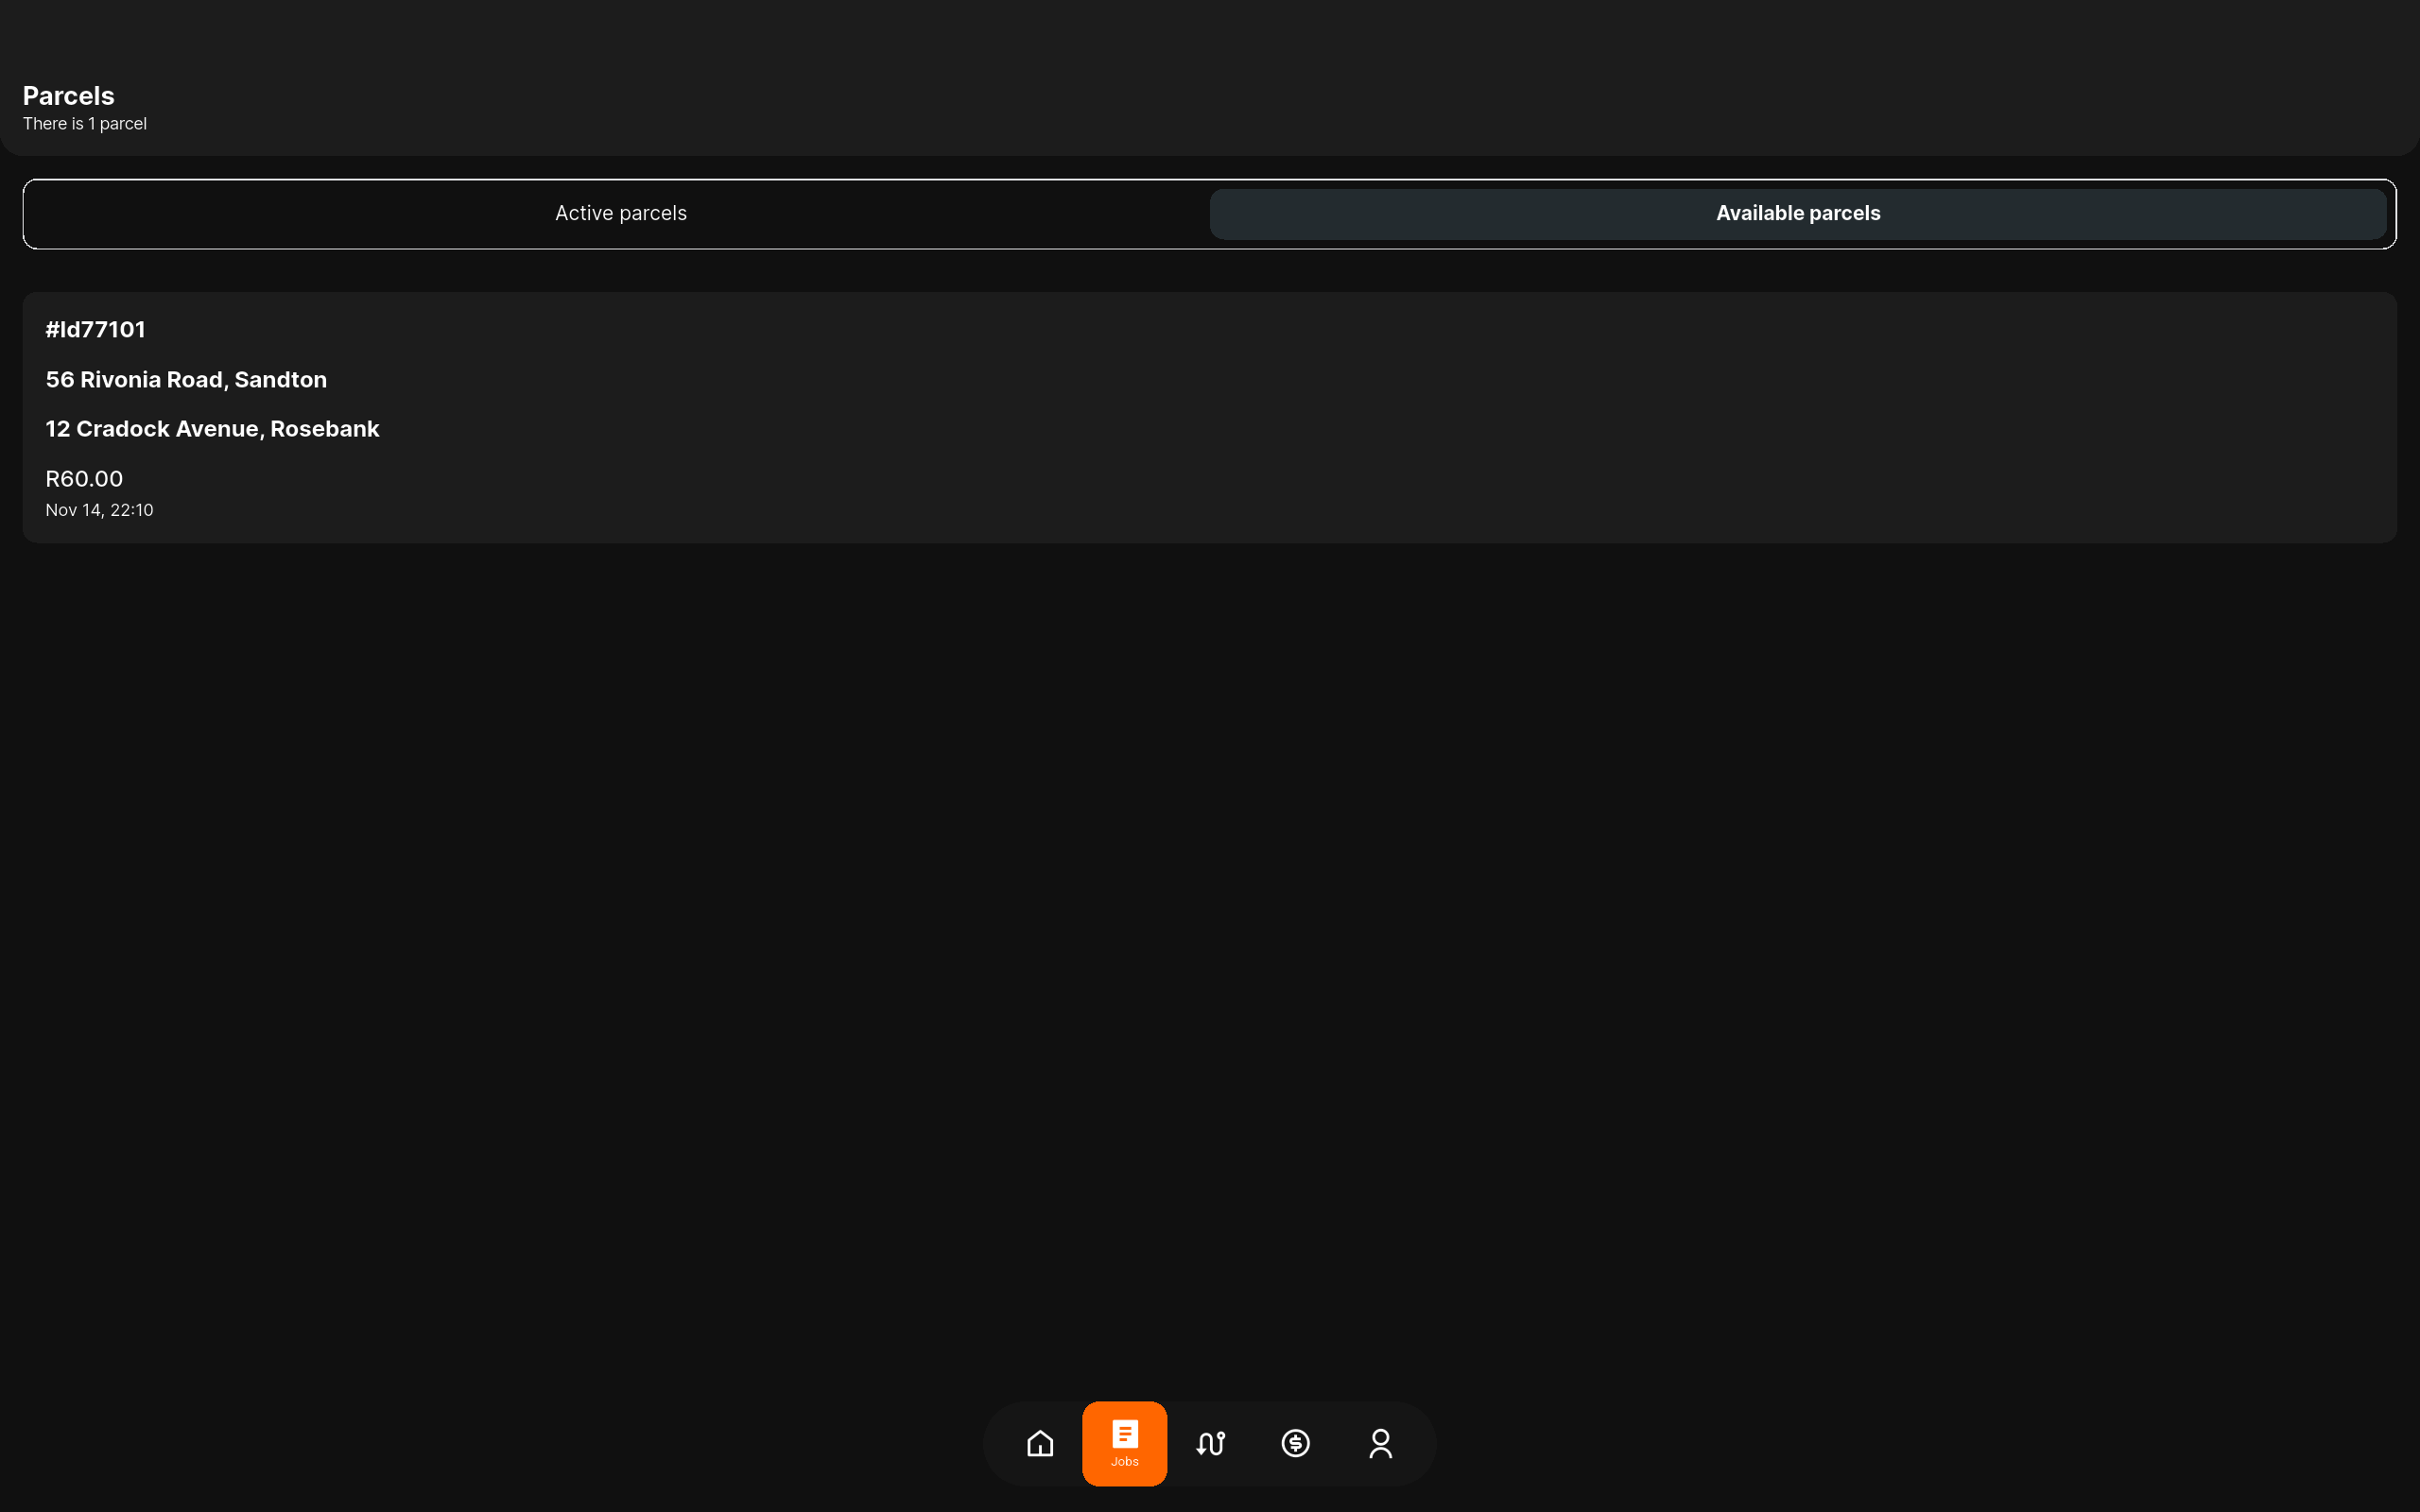 Parcels
There is 1 parcel
Active parcels
Available parcels
#Id77101
56 Rivonia Road, Sandton
12 Cradock Avenue, Rosebank
R60.00
Nov 14, 22:10
Jobs